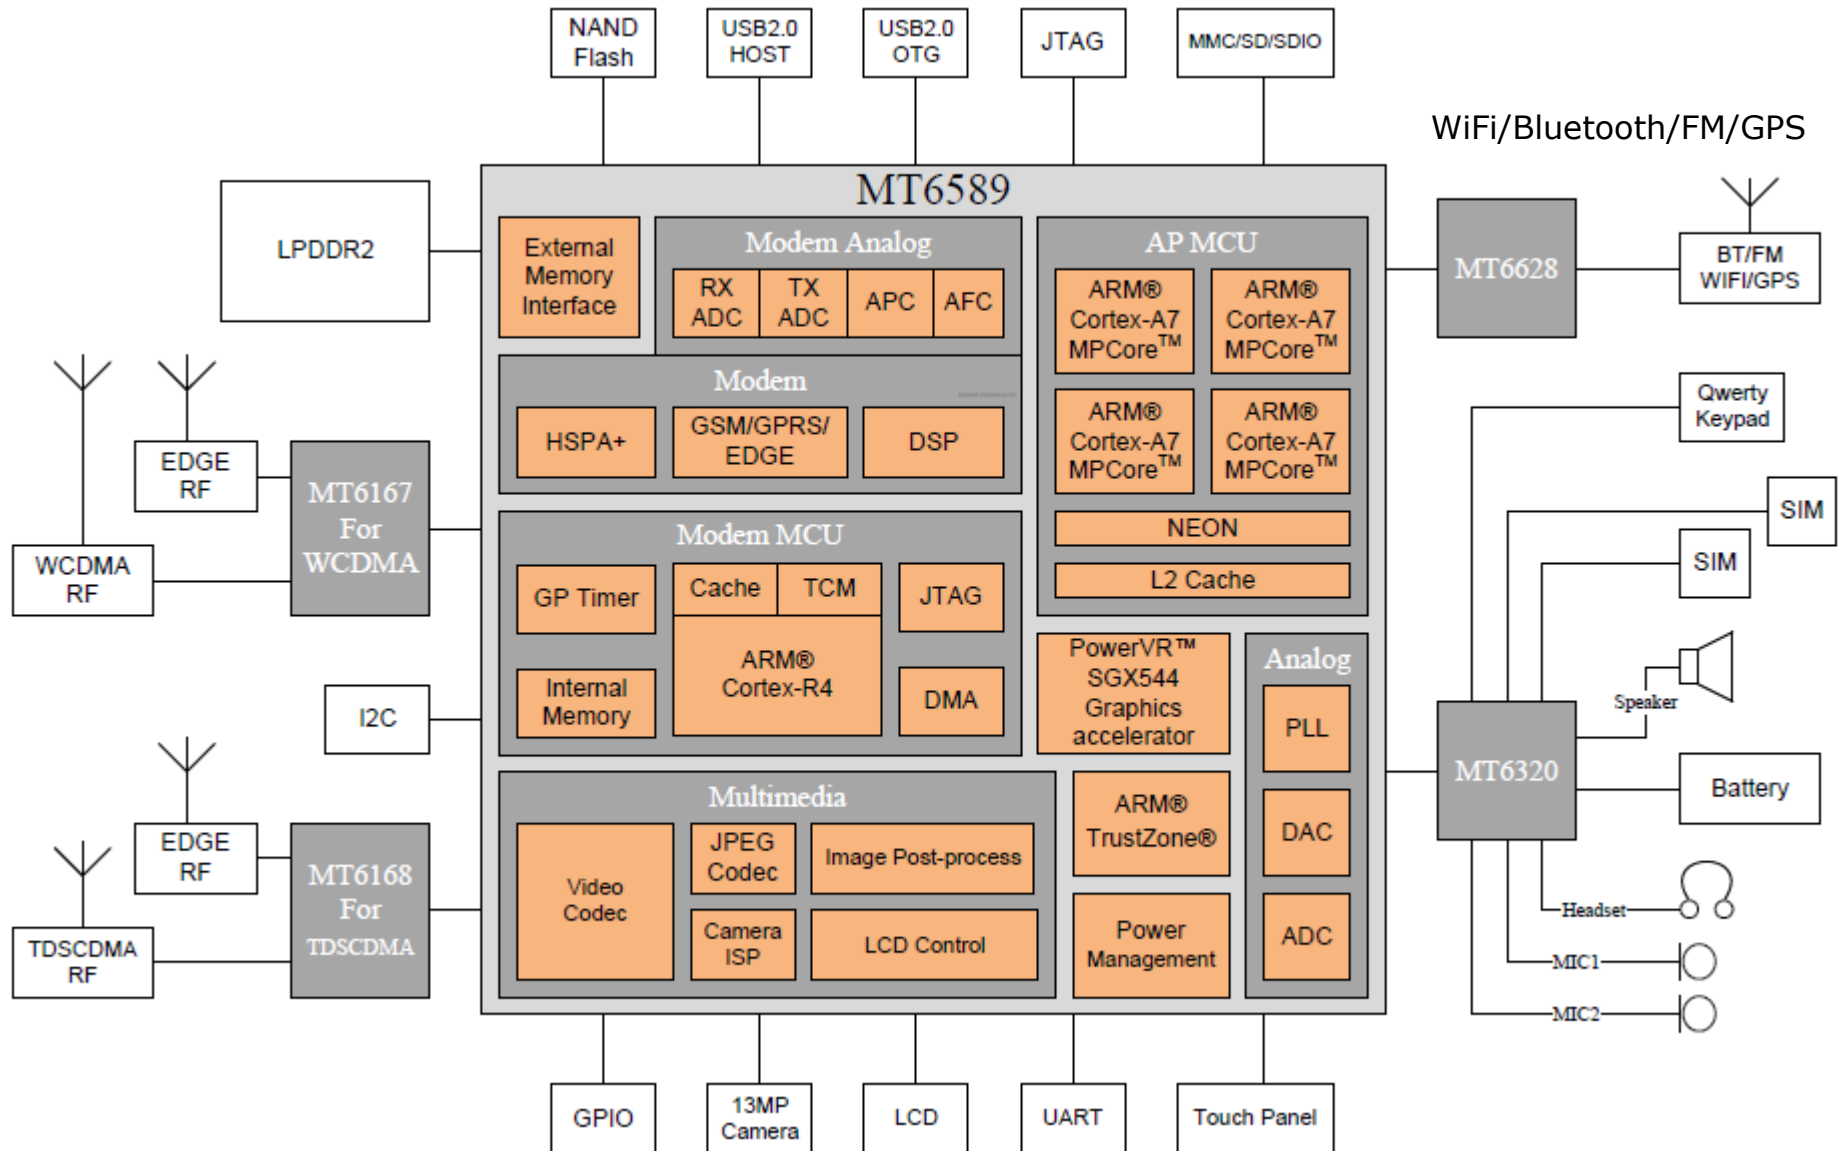 NAND
Flash
USB2.0
HOST
USB2.0
OTG
JTAG
MMC/SD/SDIO
WiFi/Bluetooth/FM/GPS
MT6589
LPDDR2
External
Memory
Interface
Modem Analog
RX
ADC
TX
ADC
APC
AFC
AP MCU
ARM®
Cortex-A7
MPCore™
ARM®
Cortex-A7
MPCore™
ARM®
Cortex-A7
MPCore™
ARM®
Cortex-A7
MPCore™
NEON
L2 Cache
MT6628
BT/FM
WIFI/GPS
Modem
HSPA+
GSM/GPRS/
EDGE
DSP
Qwerty
Keypad
EDGE
RF
WCDMA
RF
MT6167
For
WCDMA
SIM
SIM
Modem MCU
GP Timer
Cache
TCM
JTAG
ARM®
Cortex-R4
Internal
Memory
DMA
PowerVR™
SGX544
Graphics
accelerator
Analog
PLL
DAC
ADC
Speaker
I2C
MT6320
Battery
EDGE
RF
TDSCDMA
RF
MT6168
For
TDSCDMA
Multimedia
Video
Codec
JPEG
Codec
Image Post-process
Camera
ISP
LCD Control
ARM®
TrustZone®
Power
Management
Headset
MIC1
MIC2
GPIO
13MP
Camera
LCD
UART
Touch Panel